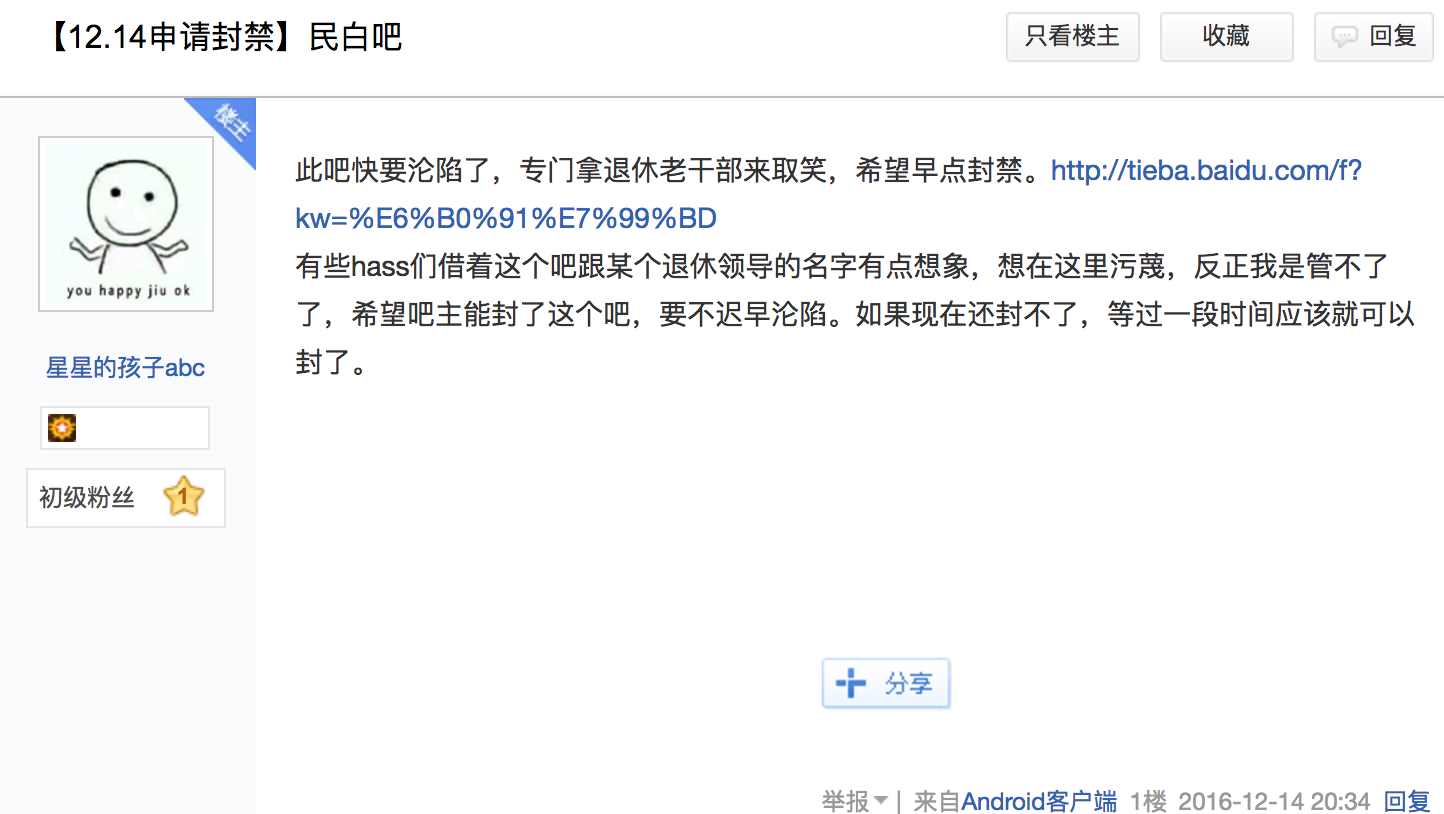 【12.14申请封禁】民白吧
只看楼主
收藏
回复
楼主
you happy jiu ok
星星的孩子abc
初级粉丝
1
此吧快要沦陷了，专门拿退休老干部来取笑，希望早点封禁。http://tieba.baidu.com/f?
kw=%E6%B0%91%E7%99%BD
有些hass们借着这个吧跟某个退休领导的名字有点想象，想在这里污蔑，反正我是管不了
了，希望吧主能封了这个吧，要不迟早沦陷。如果现在还封不了，等过一段时间应该就可以
封了。
分享
举报 | 来自Android客户端 1楼 2016-12-14 20:34 回复